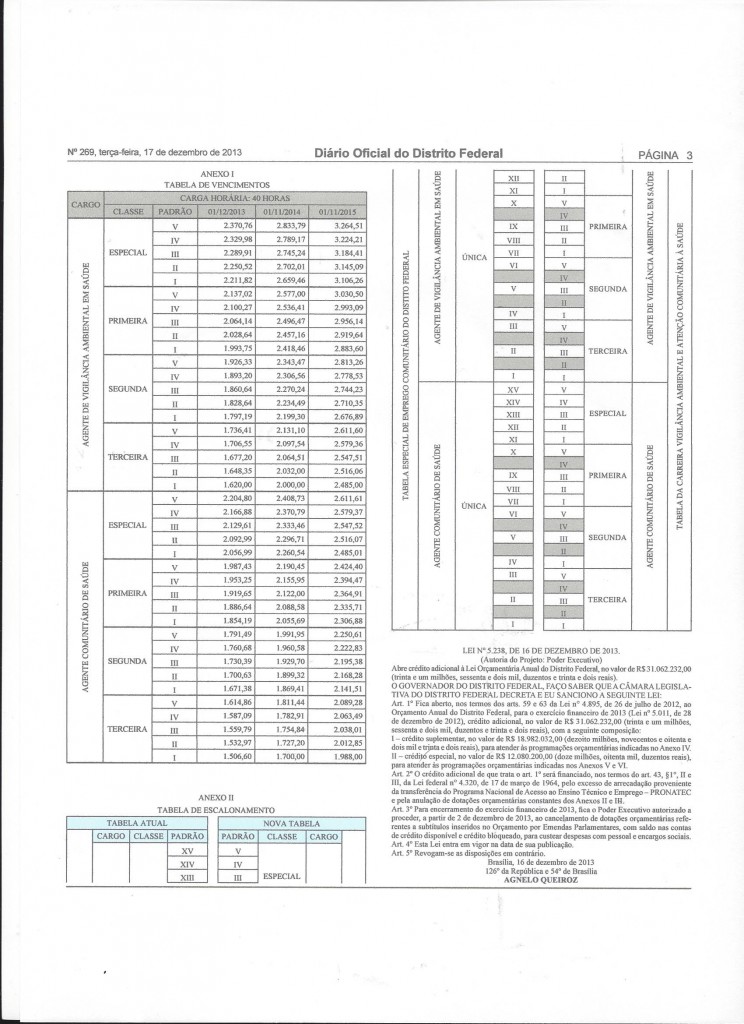 Nº 269, terça-feira, 17 de dezembro de 2013 Diário Oficial do Distrito Federal PÁGINA 3
ANEXO I
TABELA DE VENCIMENTOS
CARGO CARGA HORÁRIA: 40 HORAS
CLASSE PADRÃO 01/12/2013 01/11/2014 01/11/2015
AGENTE DE VIGILÂNCIA AMBIENTAL EM SAÚDE
ESPECIAL
V 2.370,76 2.833,79 3.264,51
IV 2.329,98 2.789,17 3.224,21
III 2.289,91 2.745,24 3.184,41
II 2.250,52 2.702,01 3.145,09
I 2.211,82 2.659,46 3.106,26
PRIMEIRA
V 2.137,02 2.577,00 3.030,50
IV 2.100,27 2.536,41 2.993,09
III 2.064,14 2.496,47 2.956,14
II 2.028,64 2.457,16 2.919,64
I 1.993,75 2.418,46 2.883,60
SEGUNDA
V 1.926,33 2.343,47 2.813,26
IV 1.893,20 2.306,56 2.778,53
III 1.860,64 2.270,24 2.744,23
II 1.828,64 2.234,49 2.710,35
I 1.797,19 2.199,30 2.676,89
TERCEIRA
V 1.736,41 2.131,10 2.611,60
IV 1.706,55 2.097,54 2.579,36
III 1.677,20 2.064,51 2.547,51
II 1.648,35 2.032,00 2.516,06
I 1.620,00 2.000,00 2.485,00
AGENTE COMUNITÁRIO DE SAÚDE
ESPECIAL
V 2.204,80 2.408,73 2.611,61
IV 2.166,88 2.370,79 2.579,37
III 2.129,61 2.333,46 2.547,52
II 2.092,99 2.296,71 2.516,07
I 2.056,99 2.260,54 2.485,01
PRIMEIRA
V 1.987,43 2.190,45 2.424,40
IV 1.953,25 2.155,95 2.394,47
III 1.919,65 2.122,00 2.364,91
II 1.886,64 2.088,58 2.335,71
I 1.854,19 2.055,69 2.306,88
SEGUNDA
V 1.791,49 1.991,95 2.250,61
IV 1.760,68 1.960,58 2.222,83
III 1.730,39 1.929,70 2.195,38
II 1.700,63 1.899,32 2.168,28
I 1.671,38 1.869,41 2.141,51
TERCEIRA
V 1.614,86 1.811,44 2.089,28
IV 1.587,09 1.782,91 2.063,49
III 1.559,79 1.754,84 2.038,01
II 1.532,97 1.727,20 2.012,85
I 1.506,60 1.700,00 1.988,00
ANEXO II
TABELA DE ESCALONAMENTO
TABELA ATUAL NOVA TABELA
CARGO CLASSE PADRÃO PADRÃO CLASSE CARGO
XV V
XIV IV
XIII III ESPECIAL
TABELA ESPECIAL DE EMPREGO COMUNITÁRIO DO DISTITO FEDERAL
AGENTE DE VIGILÂNCIA AMBIENTAL EM SAÚDE
ÚNICA
XII II
XI I
X V
IV
IX III PRIMEIRA
VIII II
VII I
VI V
IV
V III SEGUNDA
II
IV I
III V
IV
II III TERCEIRA
II
I I
AGENTE DE VIGILÂNCIA AMBIENTAL EM SAÚDE
AGENTE COMUNITÁRIO DE SAÚDE
ÚNICA
XV V
XIV IV
XIII III ESPECIAL
XII II
XI I
X V
IV
IX III PRIMEIRA
VIII II
VII I
VI V
IV
V III SEGUNDA
II
IV I
III V
IV
II III TERCEIRA
II
I I
AGENTE COMUNITÁRIO DE SAÚDE
TABELA DA CARREIRA VIGILÂNCIA AMBIENTAL E ATENÇÃO COMUNITÁRIA À SAÚDE
LEI Nº 5.238, DE 16 DE DEZEMBRO DE 2013.
(Autoria do Projeto: Poder Executivo)
Abre crédito adicional à Lei Orçamentária Anual do Distrito Federal, no valor de R$ 31.062.232,00
(trinta e um milhões, sessenta e dois mil, duzentos e trinta e dois reais).
O GOVERNADOR DO DISTRITO FEDERAL, FAÇO SABER QUE A CÂMARA LEGISLA-
TIVA DO DISTRITO FEDERAL DECRETA E EU SANCIONO A SEGUINTE LEI:
Art. 1º Fica aberto, nos termos dos arts. 59 e 63 da Lei nº 4.895, de 26 de julho de 2012, ao
Orçamento Anual do Distrito Federal, para o exercício financeiro de 2013 (Lei nº 5.011, de 28
de dezembro de 2012), crédito adicional, no valor de R$ 31.062.232,00 (trinta e um milhões,
sessenta e dois mil, duzentos e trinta e dois reais), com a seguinte composição:
I – crédito suplementar, no valor de R$ 18.982.032,00 (dezoito milhões, novecentos e oitenta e
dois mil e trinta e dois reais), para atender às programações orçamentárias indicadas no Anexo IV.
II – crédito especial, no valor de R$ 12.080.200,00 (doze milhões, oitenta mil, duzentos reais),
para atender às programações orçamentárias indicadas nos Anexos V e VI.
Art. 2º O crédito adicional de que trata o art. 1º será financiado, nos termos do art. 43, §1º, II e
III, da Lei federal nº 4.320, de 17 de março de 1964, pelo excesso de arrecadação proveniente
da transferência do Programa Nacional de Acesso ao Ensino Técnico e Emprego – PRONATEC
e pela anulação de dotações orçamentárias constantes dos Anexos II e III.
Art. 3º Para encerramento do exercício financeiro de 2013, fica o Poder Executivo autorizado a
proceder, a partir de 2 de dezembro de 2013, ao cancelamento de dotações orçamentárias refe-
rentes a subtítulos inseridos no Orçamento por Emendas Parlamentares, com saldo nas contas
de crédito disponível e crédito bloqueado, para custear despesas com pessoal e encargos sociais.
Art. 4º Esta Lei entra em vigor na data de sua publicação.
Art. 5º Revogam-se as disposições em contrário.
Brasília, 16 de dezembro de 2013
126º da República e 54º de Brasília
AGNELO QUEIROZ